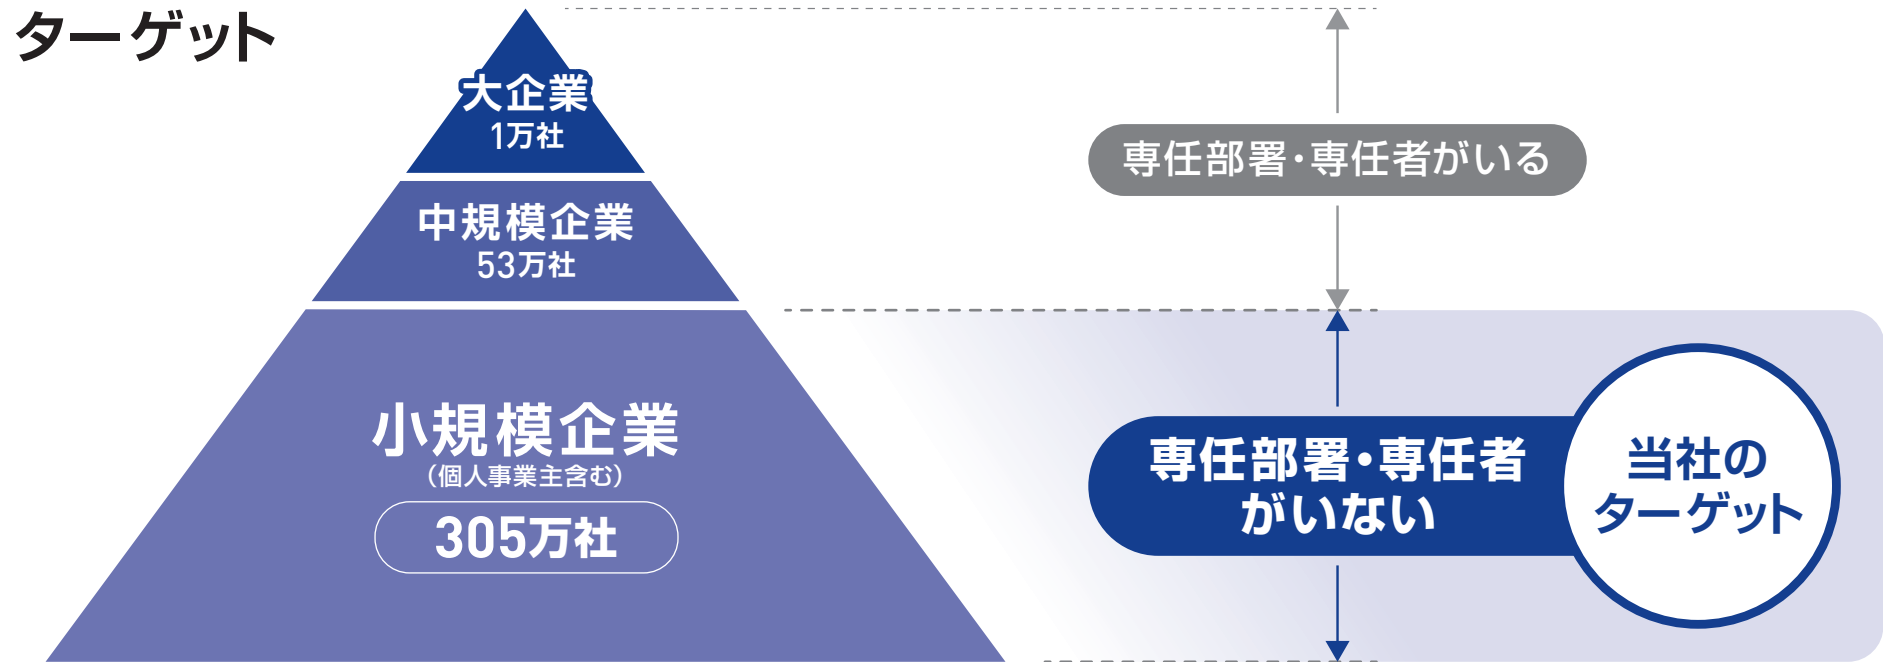 ターゲット
大企業
1万社
専任部署・専任者がいる
中規模企業
53万社
小規模企業
（個人事業主含む）
305万社
専任部署・専任者
がいない
当社の
ターゲット